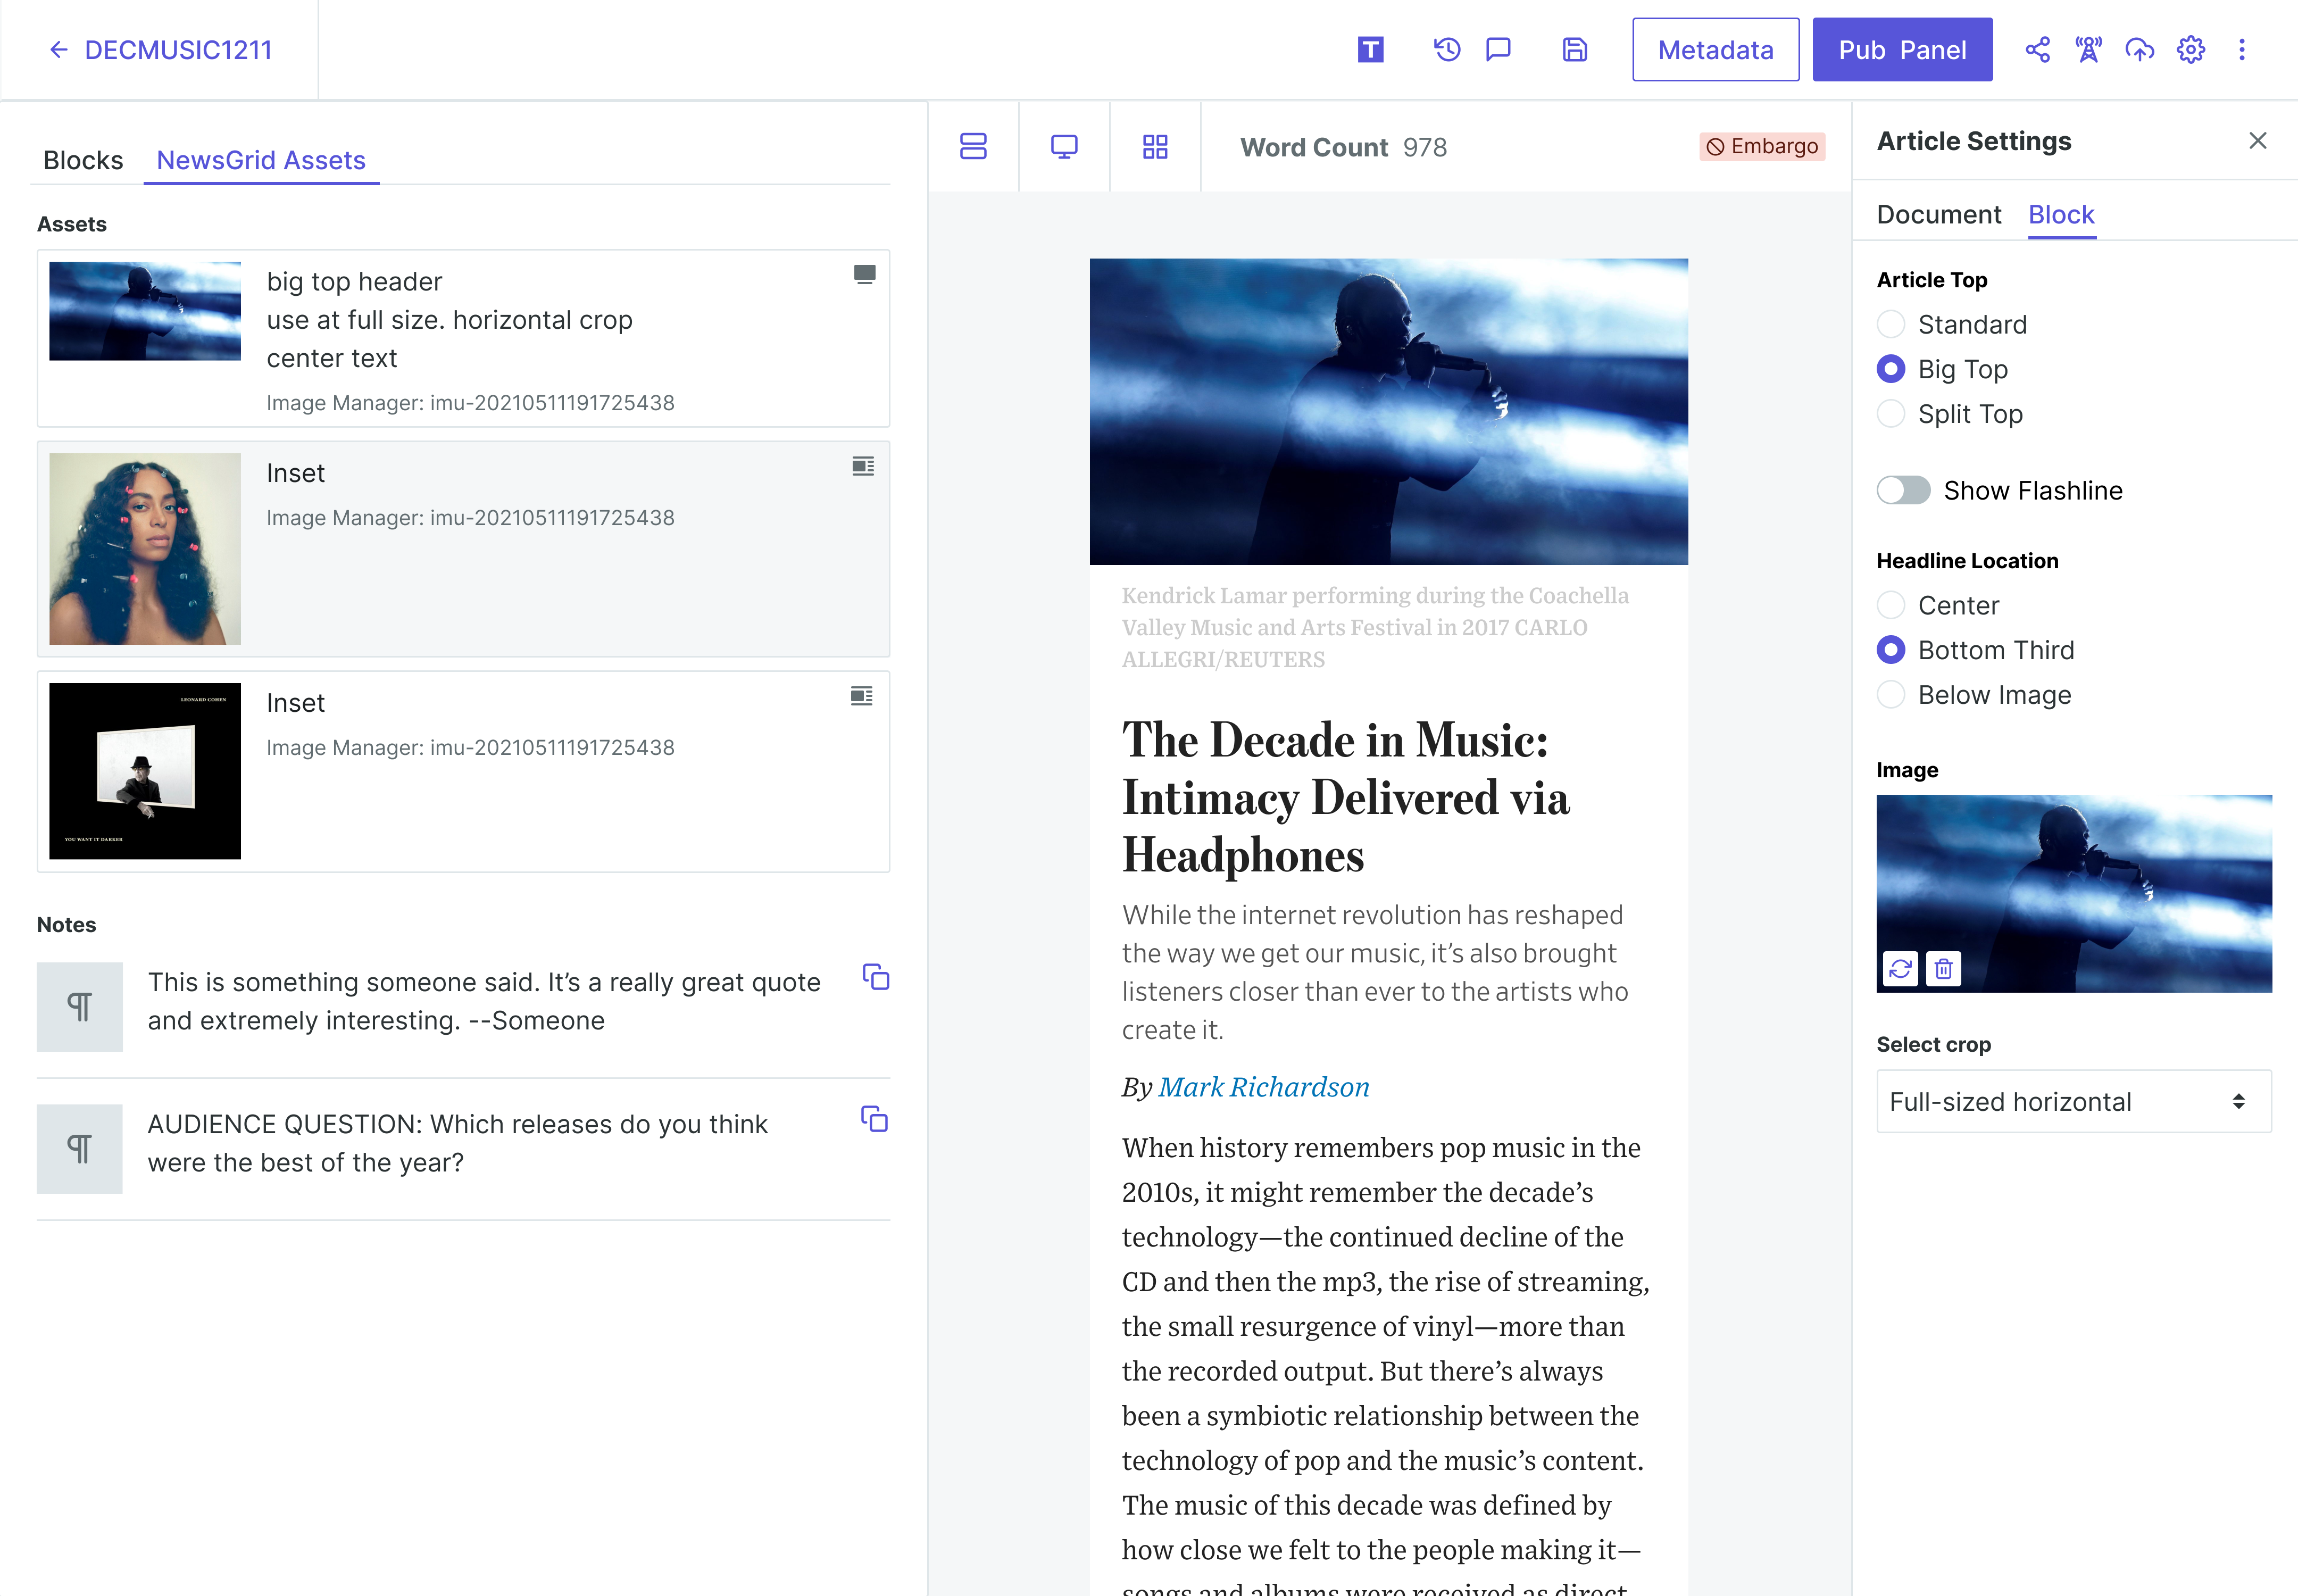 DECMUSIC1211
T
Metadata
Pub Panel
Blocks
NewsGrid Assets
Assets
big top header
use at full size. horizontal crop
center text
Image Manager: imu-20210511191725438
Inset
Image Manager: imu-20210511191725438
LEONARD COHEN
YOU WANT IT DARKER
Inset
Image Manager: imu-20210511191725438
Notes
¶
This is something someone said. It’s a really great quote
and extremely interesting. --Someone
¶
AUDIENCE QUESTION: Which releases do you think
were the best of the year?
Word Count 978
Embargo
Kendrick Lamar performing during the Coachella
Valley Music and Arts Festival in 2017 CARLO
ALLEGRI/REUTERS
The Decade in Music:
Intimacy Delivered via
Headphones
While the internet revolution has reshaped
the way we get our music, it’s also brought
listeners closer than ever to the artists who
create it.
By Mark Richardson
When history remembers pop music in the
2010s, it might remember the decade’s
technology—the continued decline of the
CD and then the mp3, the rise of streaming,
the small resurgence of vinyl—more than
the recorded output. But there’s always
been a symbiotic relationship between the
technology of pop and the music’s content.
The music of this decade was defined by
how close we felt to the people making it—
songs and albums were received as direct
Article Settings
Document
Block
Article Top
Standard
Big Top
Split Top
Show Flashline
Headline Location
Center
Bottom Third
Below Image
Image
Select crop
Full-sized horizontal